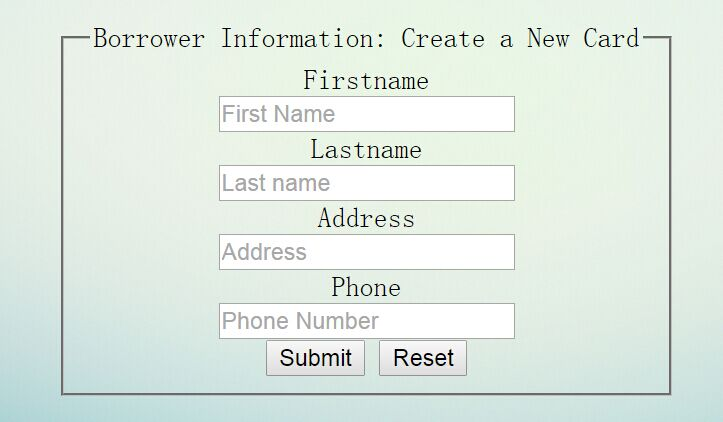 Borrower Information: Create a New Card
Firstname
First Name
Lastname
Last name
Address
Address
Phone
Phone Number
Submit Reset